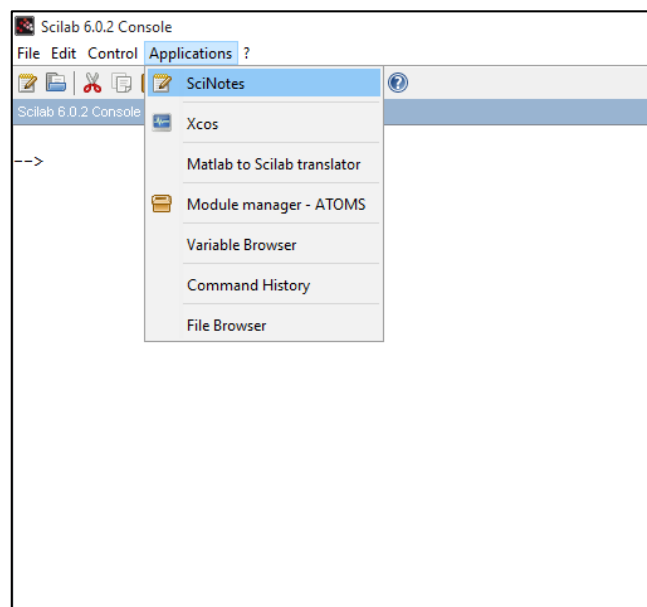 Scilab 6.0.2 Console
File Edit Control Applications ?
SciNotes
Scilab 6.0.2 Console
Xcos
-->
Matlab to Scilab translator
Module manager - ATOMS
Variable Browser
Command History
File Browser